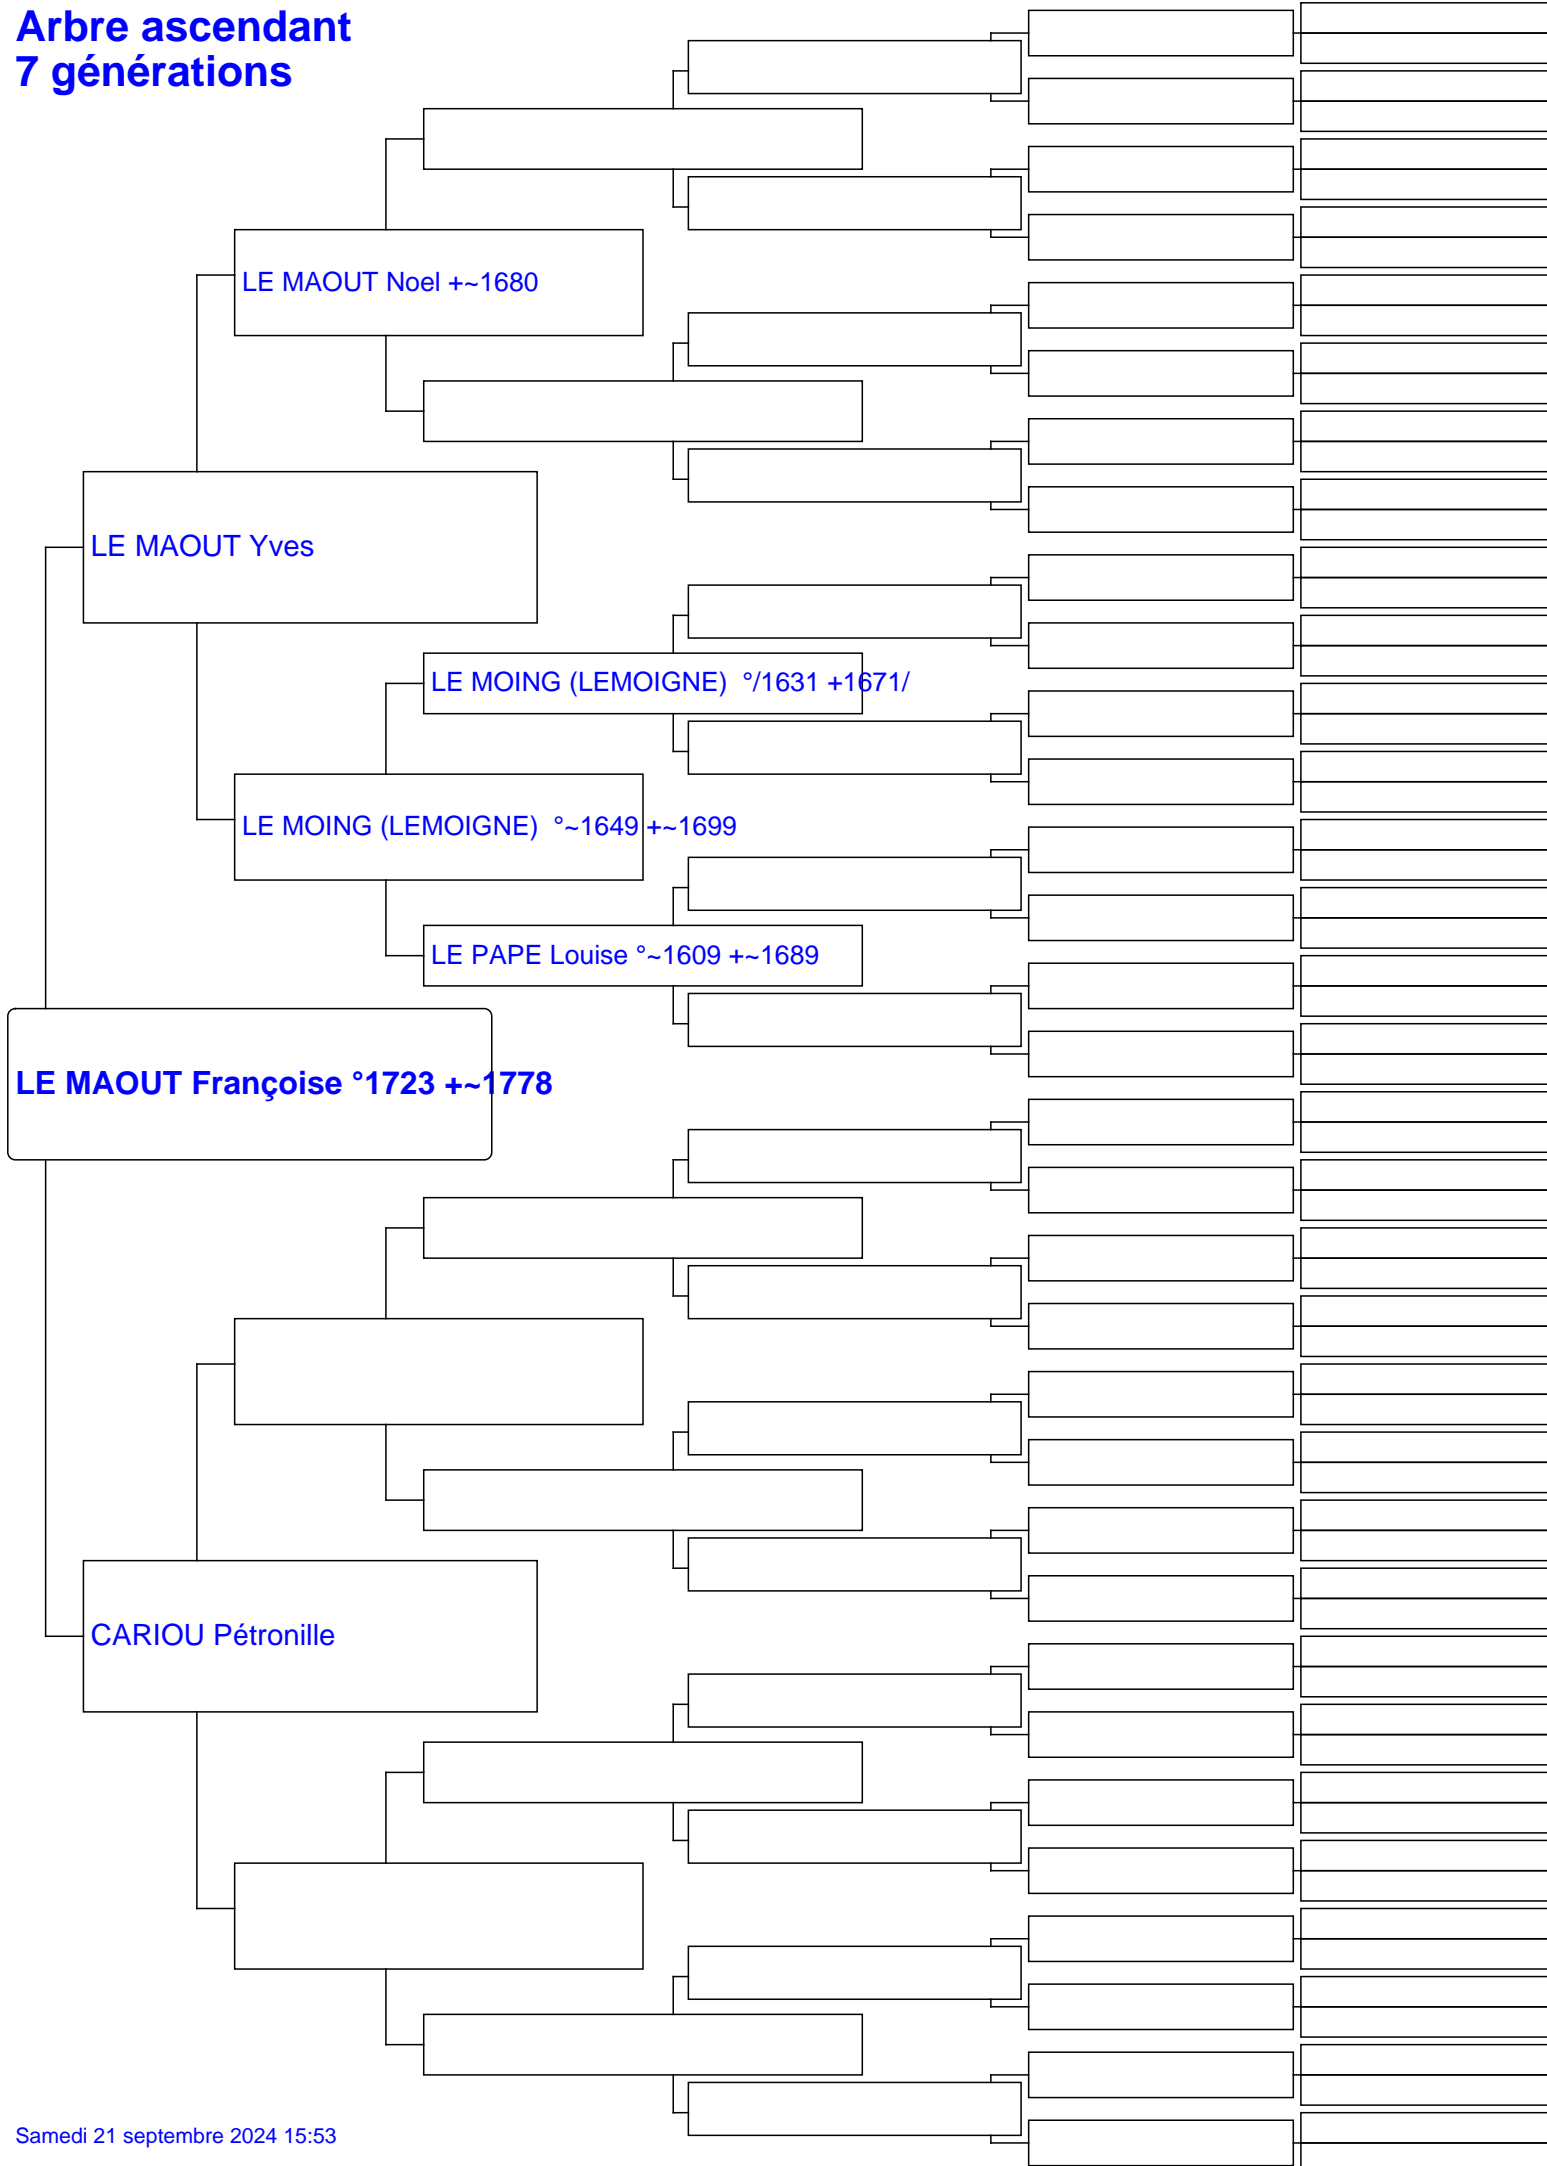 Arbre ascendant
7 générations
LE MAOUT Noel +~1680
LE MAOUT Yves
LE MOING (LEMOIGNE)  °/1631 +1671/
LE MOING (LEMOIGNE)  °~1649 +~1699
LE PAPE Louise °~1609 +~1689
LE MAOUT Françoise °1723 +~1778
CARIOU Pétronille
Samedi 21 septembre 2024 15:53